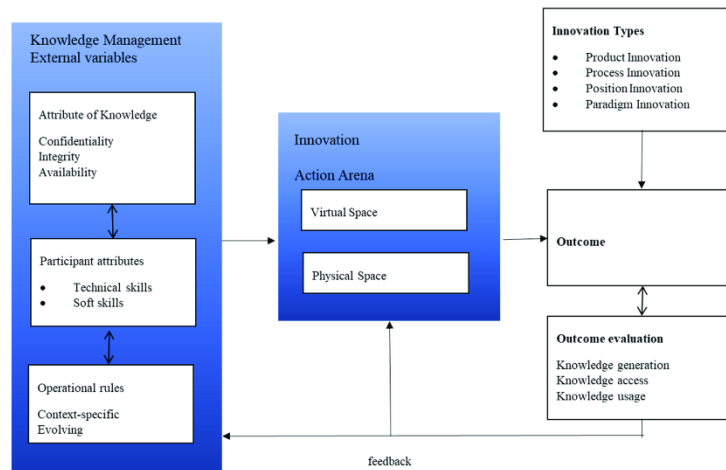 Knowledge Management
External variables
Attribute of Knowledge
Confidentiality
Integrity
Availability
Participant attributes
● Technical skills
● Soft skills
Operational rules
Context-specific
Evolving
Innovation
Action Arena
Virtual Space
Physical Space
Innovation Types
● Product Innovation
● Process Innovation
● Position Innovation
● Paradigm Innovation
Outcome
Outcome evaluation
Knowledge generation
Knowledge access
Knowledge usage
feedback